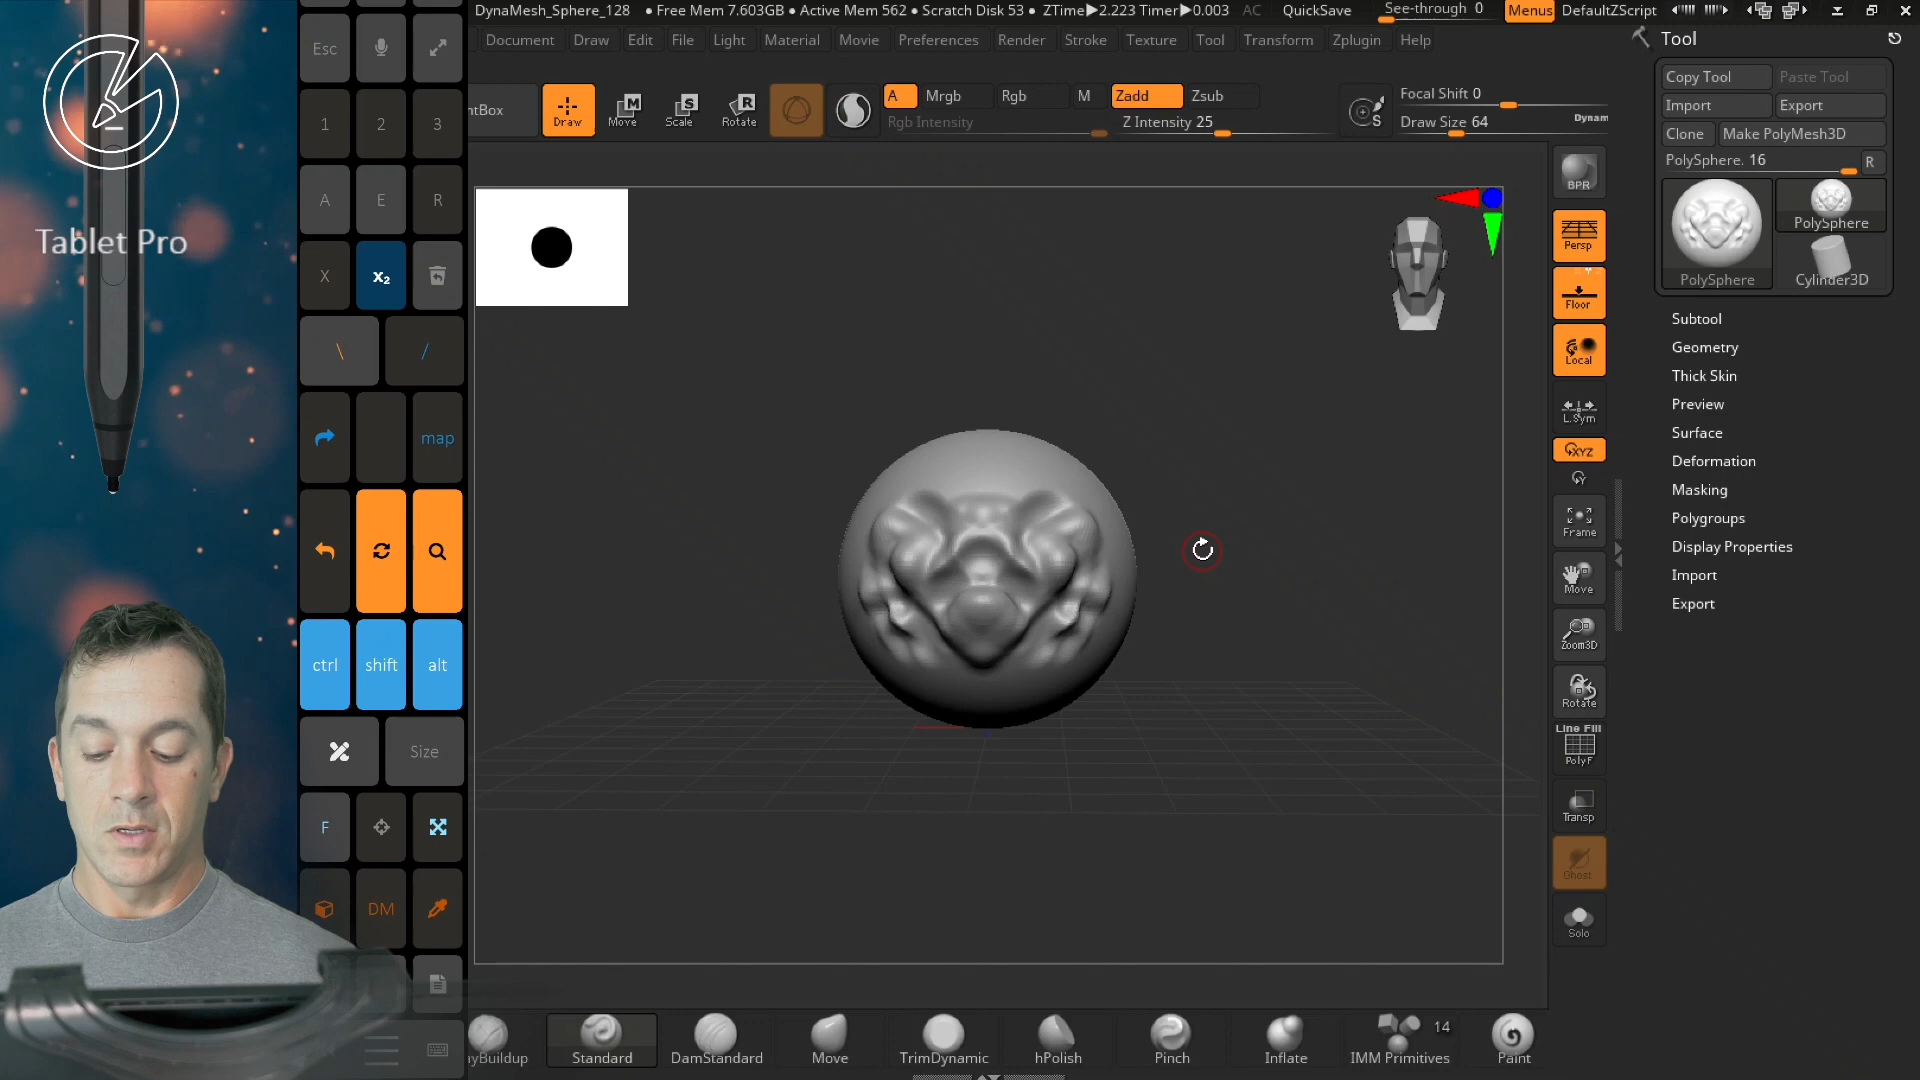 DynaMesh_Sphere_128 • Free Mem 7.603GB • Active Mem 562 • Scratch Disk 53 • ZTime▶2.223 Timer▶0.003 AC QuickSave See-through 0 Menus DefaultZScript
Document Draw Edit File Light Material Movie Preferences Render Stroke Texture Tool Transform Zplugin Help
Tool
Copy Tool Paste Tool
Import Export
Clone Make PolyMesh3D
PolySphere. 16 R
PolySphere
PolySphere Cylinder3D
Subtool
Geometry
Thick Skin
Preview
Surface
Deformation
Masking
Polygroups
Display Properties
Import
Export
ntBox Draw Move Scale Rotate
M S R
A Mrgb Rgb M Zadd Zsub
Rgb Intensity Z Intensity 25
S
Focal Shift 0
Draw Size 64 Dynam
BPR
Persp
Floor
Local
L.Sym
XYZ
Y
Frame
Move
Zoom3D
Rotate
Line Fill
PolyF
Transp
Ghost
Solo
Tablet Pro
Esc
1 2 3
A E R
X x₂
\ /
map
ctrl shift alt
Size
F
DM
ayBuildup Standard DamStandard Move TrimDynamic hPolish Pinch Inflate IMM Primitives 14 Paint